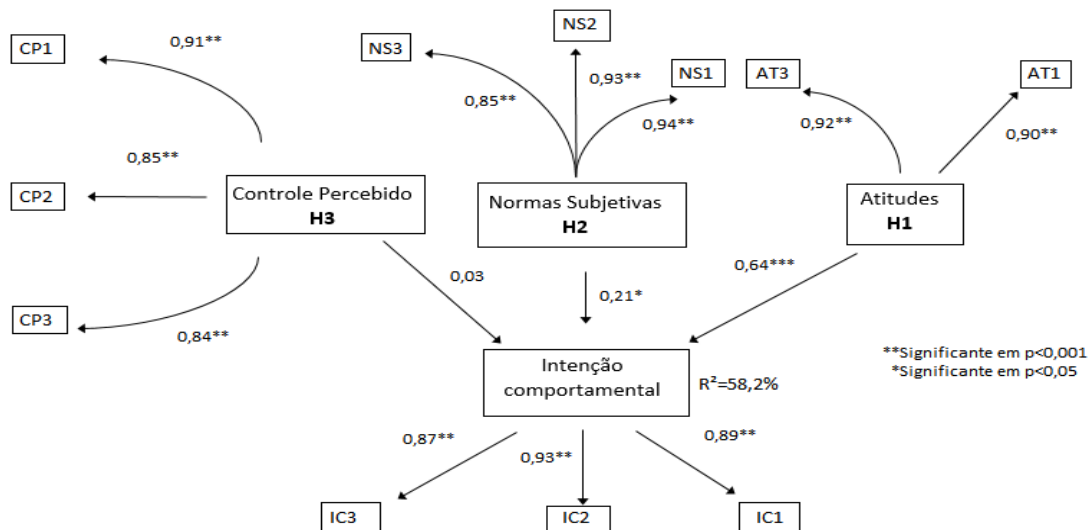 NS2
CP1
0,91**
NS3
NS1
AT3
AT1
0,93**
0,85**
0,94**
0,92**
0,90**
0,85**
CP2
Controle Percebido
H3
Normas Subjetivas
H2
Atitudes
H1
0,03
0,21*
0,64***
CP3
0,84**
Intenção
comportamental
R²=58,2%
**Significante em p<0,001
*Significante em p<0,05
0,87**
0,93**
0,89**
IC3
IC2
IC1